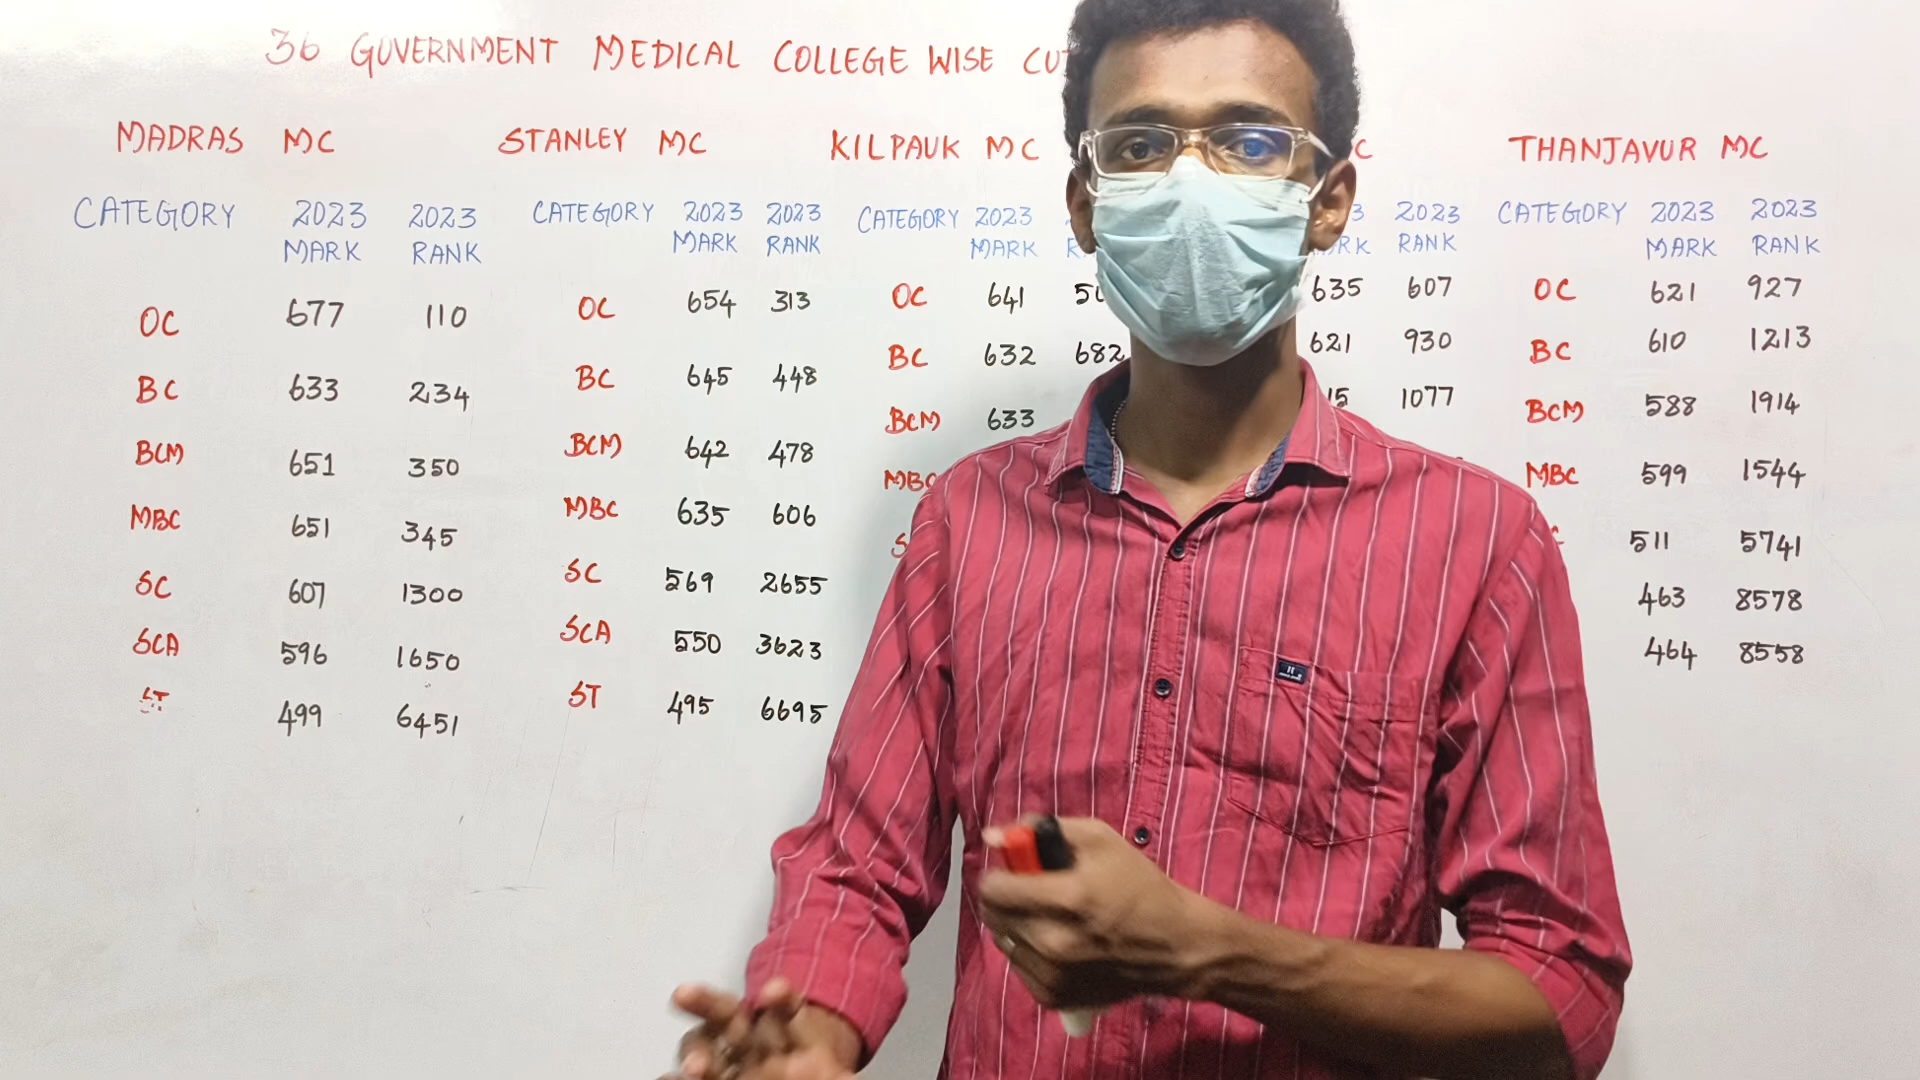 36 GOVERNMENT MEDICAL COLLEGE WISE
MADRAS MC
CATEGORY 2023 MARK 2023 RANK
OC 677 110
BC 633 234
BCM 651 350
MBC 651 345
SC 607 1300
SCA 596 1650
ST 499 6451
STANLEY MC
CATEGORY 2023 MARK 2023 RANK
OC 654 313
BC 645 448
BCM 642 478
MBC 635 606
SC 569 2655
SCA 550 3623
ST 495 6695
KILPAUK MC
CATEGORY 2023 MARK
OC 641
BC 632 682
BCM 633
MBC
2023 RANK
635 607
621 930
1077
THANJAVUR MC
CATEGORY 2023 MARK 2023 RANK
OC 621 927
BC 610 1213
BCM 588 1914
MBC 599 1544
511 5741
463 8578
464 8558